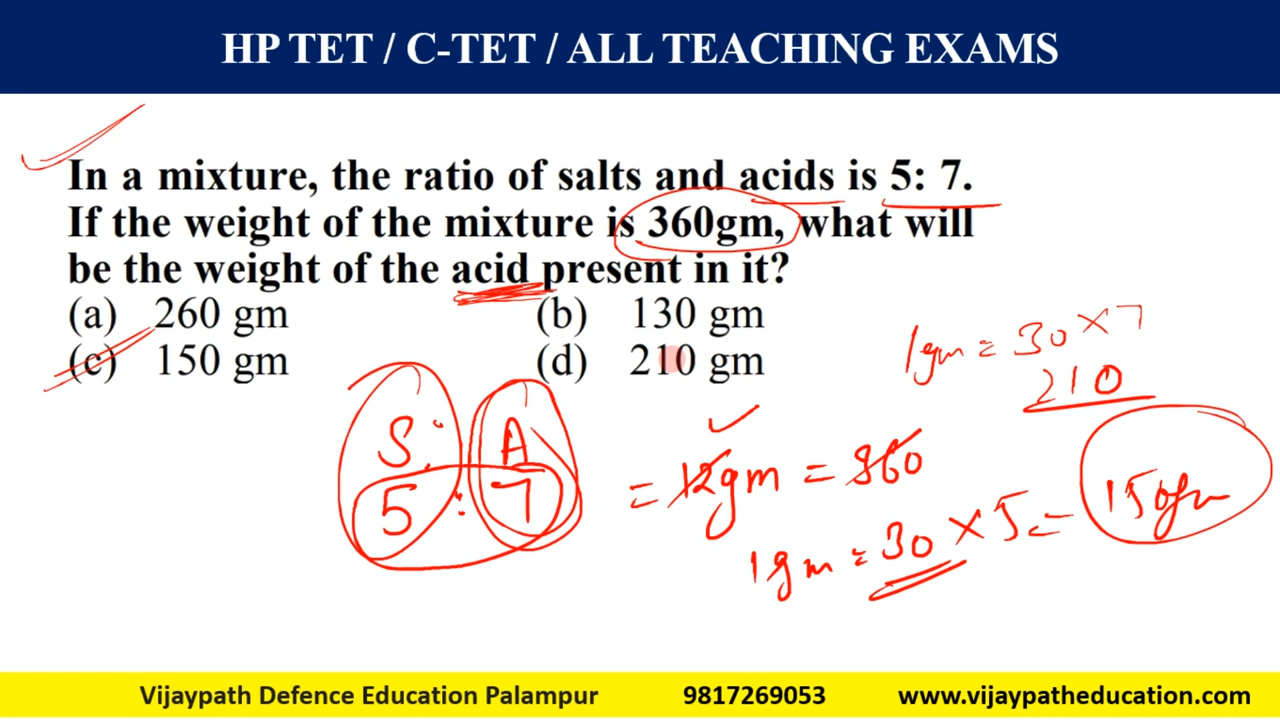 HP TET / C-TET / ALL TEACHING EXAMS
In a mixture, the ratio of salts and acids is 5: 7.
If the weight of the mixture is 360gm, what will
be the weight of the acid present in it?
(a) 260 gm (b) 130 gm
(c) 150 gm (d) 210 gm
1gm = 30 × 7
210
S : A
5 : 7 = 12gm = 360
1gm = 30 × 5 = 150gm
Vijaypath Defence Education Palampur 9817269053 www.vijaypatheducation.com